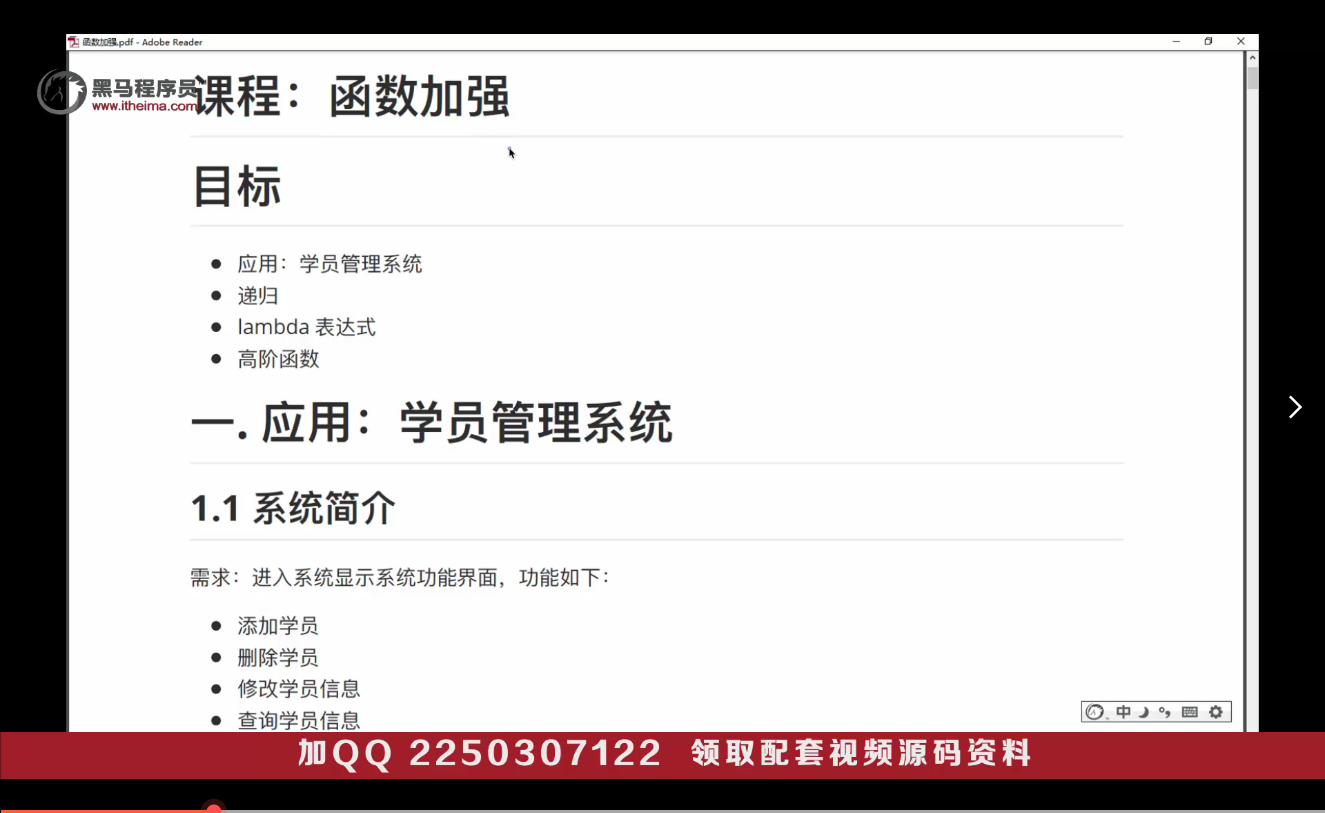 函数加强.pdf - Adobe Reader
黑马程序员
www.itheima.com
课程：函数加强
目标
应用：学员管理系统
递归
lambda 表达式
高阶函数
一. 应用：学员管理系统
1.1 系统简介
需求：进入系统显示系统功能界面，功能如下：
添加学员
删除学员
修改学员信息
查询学员信息
中
加QQ 2250307122 领取配套视频源码资料